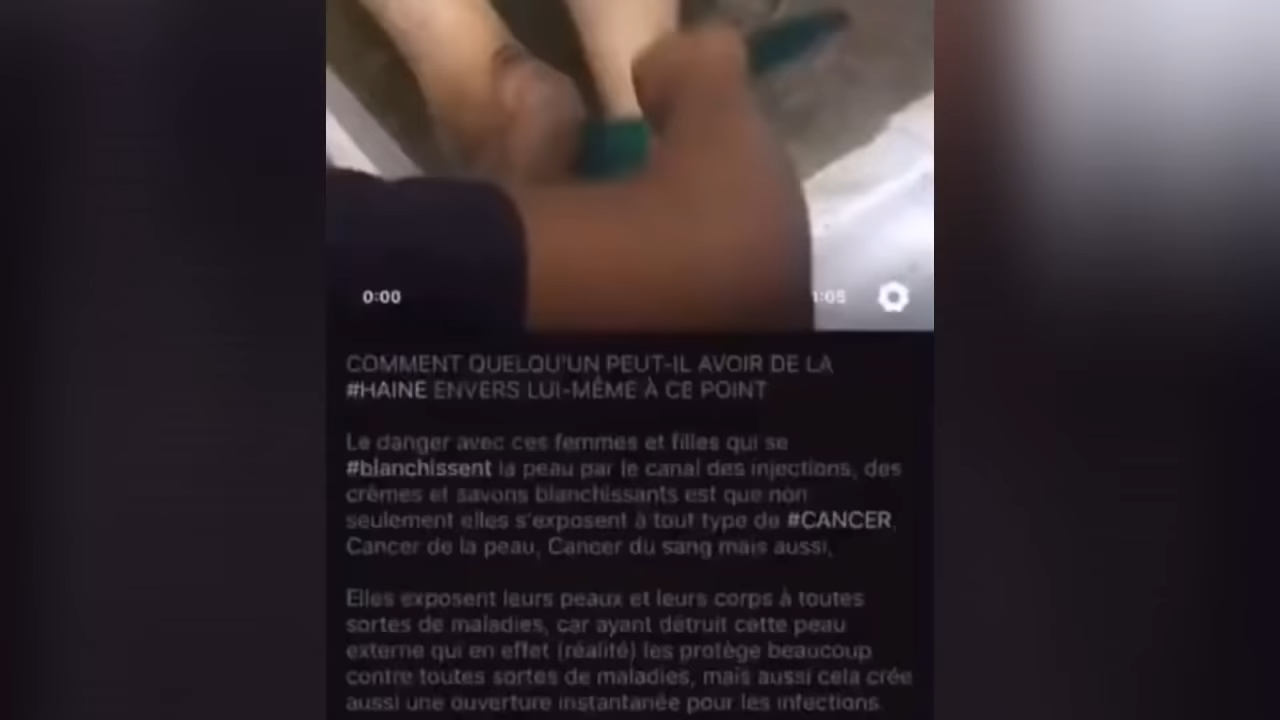 0:00
1:05
COMMENT QUELQU'UN PEUT-IL AVOIR DE LA
#HAINE ENVERS LUI-MÊME À CE POINT
Le danger avec ces femmes et filles qui se
#blanchissent la peau par le canal des injections, des
crèmes et savons blanchissants est que non
seulement elles s'exposent à tout type de #CANCER,
Cancer de la peau, Cancer du sang mais aussi,
Elles exposent leurs peaux et leurs corps à toutes
sortes de maladies, car ayant détruit cette peau
externe qui en effet (réalité) les protège beaucoup
contre toutes sortes de maladies, mais aussi cela crée
aussi une ouverture instantanée pour les infections.